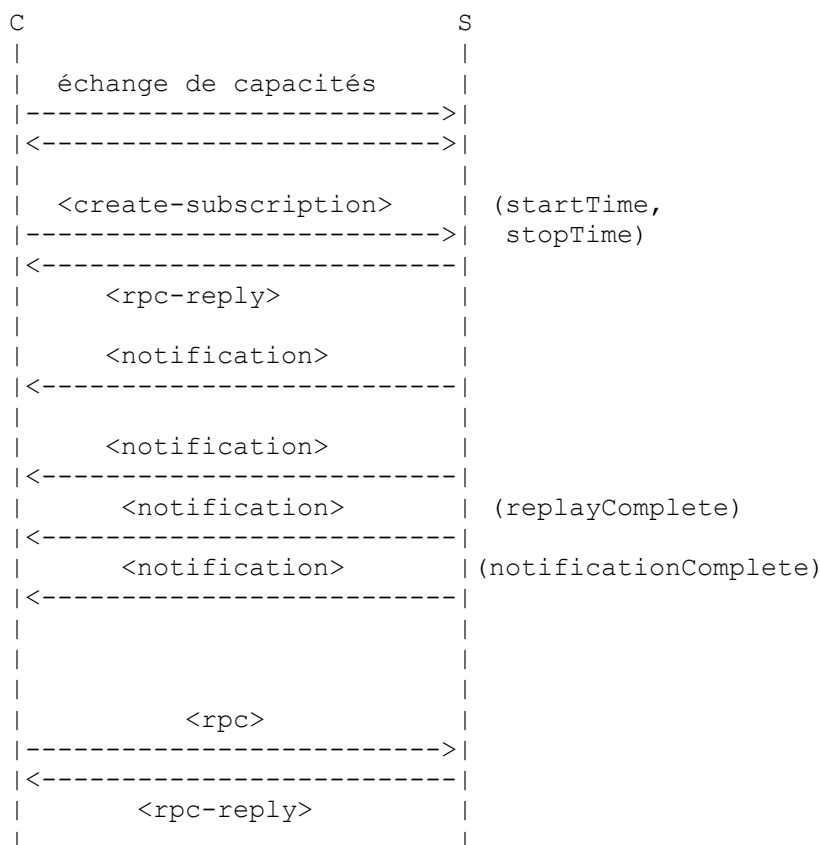 C                           S
|                           |
|  échange de capacités     |
|-------------------------->|
|<------------------------->|
|                           |
|  <create-subscription>    | (startTime,
|-------------------------->|  stopTime)
|<--------------------------|
|     <rpc-reply>           |
|                           |
|     <notification>        |
|<--------------------------|
|                           |
|     <notification>        |
|<--------------------------|
|      <notification>       | (replayComplete)
|<--------------------------|
|      <notification>       |(notificationComplete)
|<--------------------------|
|                           |
|                           |
|                           |
|          <rpc>            |
|-------------------------->|
|<--------------------------|
|       <rpc-reply>         |
|                           |